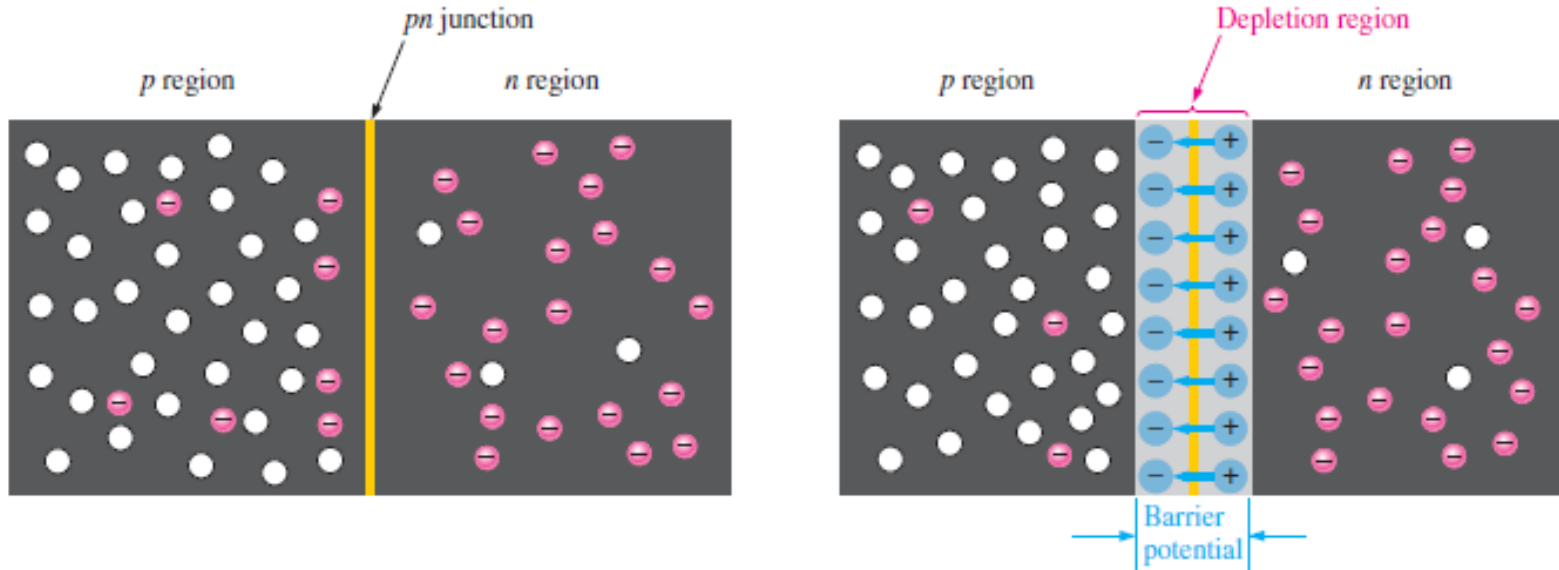 pn junction
p region
n region
Depletion region
p region
n region
Barrier
potential